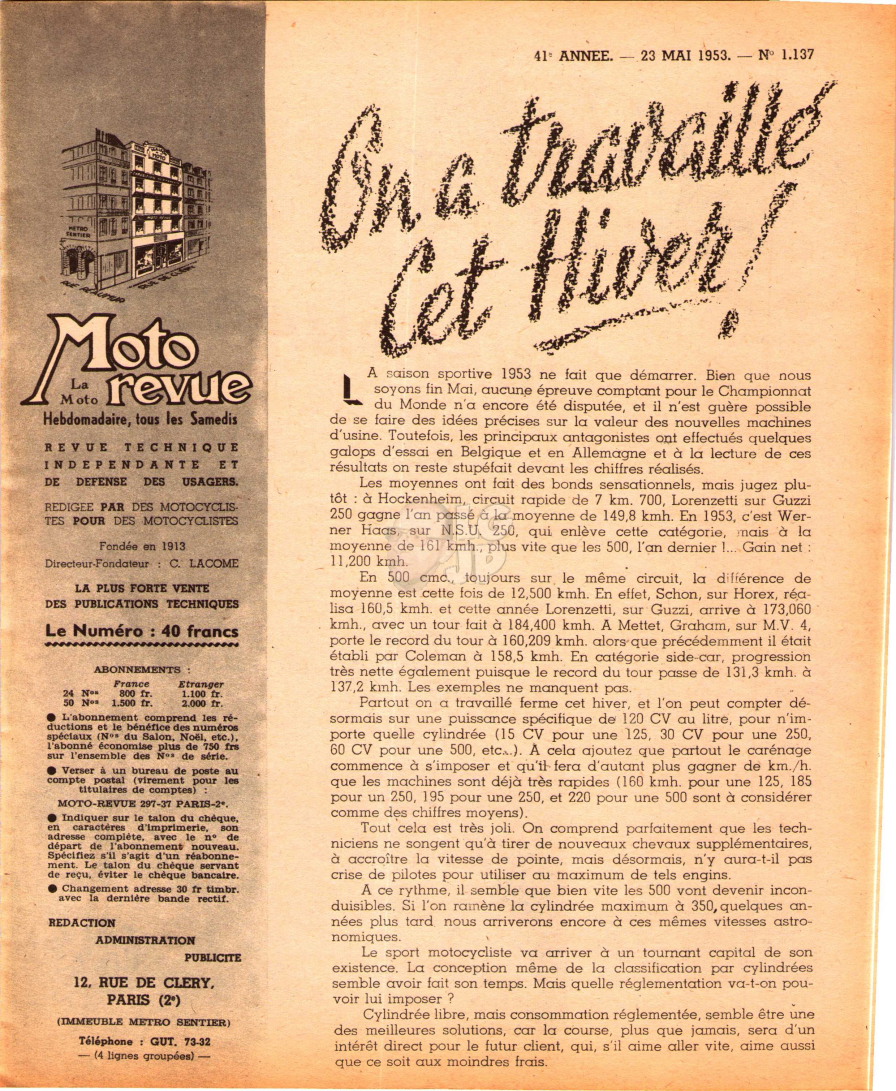 41e ANNEE. — 23 MAI 1953. — No 1.137
On a travaillé
Cet Hiver !
METRO
SENTIER
RUE REAUMUR
RUE DE CLERY
Moto
La
Moto revue
Hebdomadaire, tous les Samedis
REVUE TECHNIQUE
INDEPENDANTE ET
DE DEFENSE DES USAGERS.
REDIGEE PAR DES MOTOCYCLIS-
TES POUR DES MOTOCYCLISTES
Fondée en 1913
Directeur-Fondateur : C. LACOME
LA PLUS FORTE VENTE
DES PUBLICATIONS TECHNIQUES
Le Numéro : 40 francs
ABONNEMENTS :
France Etranger
24 Nos 800 fr. 1.100 fr.
50 Nos 1.500 fr. 2.000 fr.
● L'abonnement comprend les ré-
ductions et le bénéfice des numéros
spéciaux (Nos du Salon, Noël, etc.),
l'abonné économise plus de 750 frs
sur l'ensemble des Nos de série.
● Verser à un bureau de poste au
compte postal (virement pour les
titulaires de comptes) :
MOTO-REVUE 297-37 PARIS-2e.
● Indiquer sur le talon du chèque,
en caractères d'imprimerie, son
adresse complète, avec le no de
départ de l'abonnement nouveau.
Spécifiez s'il s'agit d'un réabonne-
ment. Le talon du chèque servant
de reçu, éviter le chèque bancaire.
● Changement adresse 30 fr timbr.
avec la dernière bande rectif.
REDACTION
ADMINISTRATION
PUBLICITE
12, RUE DE CLERY,
PARIS (2e)
(IMMEUBLE METRO SENTIER)
Téléphone : GUT. 73-32
— (4 lignes groupées) —
LA saison sportive 1953 ne fait que démarrer. Bien que nous
soyons fin Mai, aucune épreuve comptant pour le Championnat
du Monde n'a encore été disputée, et il n'est guère possible
de se faire des idées précises sur la valeur des nouvelles machines
d'usine. Toutefois, les principaux antagonistes ont effectués quelques
galops d'essai en Belgique et en Allemagne et à la lecture de ces
résultats on reste stupéfait devant les chiffres réalisés.
Les moyennes ont fait des bonds sensationnels, mais jugez plu-
tôt : à Hockenheim, circuit rapide de 7 km. 700, Lorenzetti sur Guzzi
250 gagne l'an passé à la moyenne de 149,8 kmh. En 1953, c'est Wer-
ner Haas, sur N.S.U. 250, qui enlève cette catégorie, mais à la
moyenne de 161 kmh., plus vite que les 500, l'an dernier !... Gain net :
11,200 kmh.
En 500 cmc., toujours sur le même circuit, la différence de
moyenne est cette fois de 12,500 kmh. En effet, Schon, sur Horex, réa-
lisa 160,5 kmh. et cette année Lorenzetti, sur Guzzi, arrive à 173,060
kmh., avec un tour fait à 184,400 kmh. A Mettet, Graham, sur M.V. 4,
porte le record du tour à 160,209 kmh. alors que précédemment il était
établi par Coleman à 158,5 kmh. En catégorie side-car, progression
très nette également puisque le record du tour passe de 131,3 kmh. à
137,2 kmh. Les exemples ne manquent pas.
Partout on a travaillé ferme cet hiver, et l'on peut compter dé-
sormais sur une puissance spécifique de 120 CV au litre, pour n'im-
porte quelle cylindrée (15 CV pour une 125, 30 CV pour une 250,
60 CV pour une 500, etc...). A cela ajoutez que partout le carénage
commence à s'imposer et qu'il fera d'autant plus gagner de km./h.
que les machines sont déjà très rapides (160 kmh. pour une 125, 185
pour un 250, 195 pour une 250, et 220 pour une 500 sont à considérer
comme des chiffres moyens).
Tout cela est très joli. On comprend parfaitement que les tech-
niciens ne songent qu'à tirer de nouveaux chevaux supplémentaires,
à accroître la vitesse de pointe, mais désormais, n'y aura-t-il pas
crise de pilotes pour utiliser au maximum de tels engins.
A ce rythme, il semble que bien vite les 500 vont devenir incon-
duisibles. Si l'on ramène la cylindrée maximum à 350, quelques an-
nées plus tard nous arriverons encore à ces mêmes vitesses astro-
nomiques.
Le sport motocycliste va arriver à un tournant capital de son
existence. La conception même de la classification par cylindrées
semble avoir fait son temps. Mais quelle réglementation va-t-on pou-
voir lui imposer ?
Cylindrée libre, mais consommation réglementée, semble être une
des meilleures solutions, car la course, plus que jamais, sera d'un
intérêt direct pour le futur client, qui, s'il aime aller vite, aime aussi
que ce soit aux moindres frais.